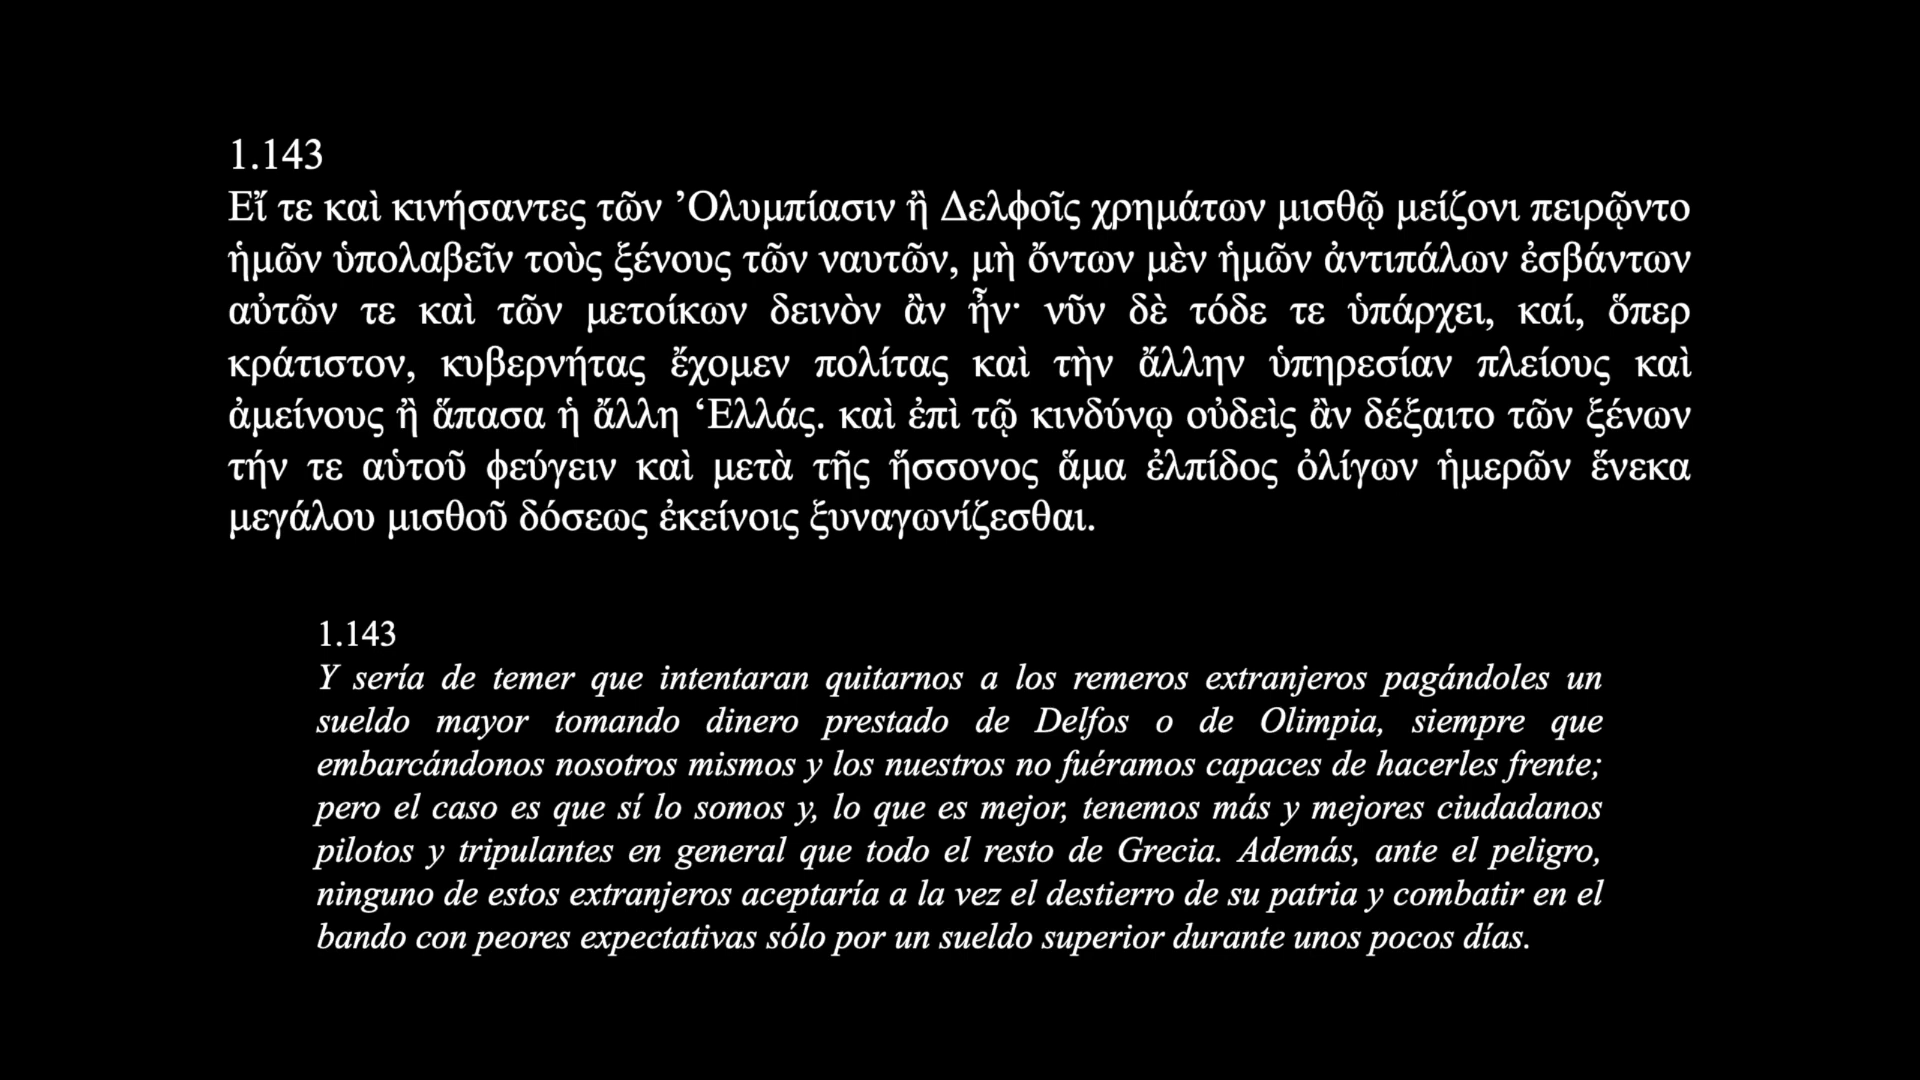 1.143
Εἴ τε καὶ κινήσαντες τῶν ’Ολυμπίασιν ἢ Δελφοῖς χρημάτων μισθῷ μείζονι πειρῷντο
ἡμῶν ὑπολαβεῖν τοὺς ξένους τῶν ναυτῶν, μὴ ὄντων μὲν ἡμῶν ἀντιπάλων ἐσβάντων
αὐτῶν τε καὶ τῶν μετοίκων δεινὸν ἂν ἦν· νῦν δὲ τόδε τε ὑπάρχει, καί, ὅπερ
κράτιστον, κυβερνήτας ἔχομεν πολίτας καὶ τὴν ἄλλην ὑπηρεσίαν πλείους καὶ
ἀμείνους ἢ ἅπασα ἡ ἄλλη ‘Ελλάς. καὶ ἐπὶ τῷ κινδύνῳ οὐδεὶς ἂν δέξαιτο τῶν ξένων
τήν τε αὑτοῦ φεύγειν καὶ μετὰ τῆς ἥσσονος ἅμα ἐλπίδος ὀλίγων ἡμερῶν ἕνεκα
μεγάλου μισθοῦ δόσεως ἐκείνοις ξυναγωνίζεσθαι.
1.143
Y sería de temer que intentaran quitarnos a los remeros extranjeros pagándoles un
sueldo mayor tomando dinero prestado de Delfos o de Olimpia, siempre que
embarcándonos nosotros mismos y los nuestros no fuéramos capaces de hacerles frente;
pero el caso es que sí lo somos y, lo que es mejor, tenemos más y mejores ciudadanos
pilotos y tripulantes en general que todo el resto de Grecia. Además, ante el peligro,
ninguno de estos extranjeros aceptaría a la vez el destierro de su patria y combatir en el
bando con peores expectativas sólo por un sueldo superior durante unos pocos días.